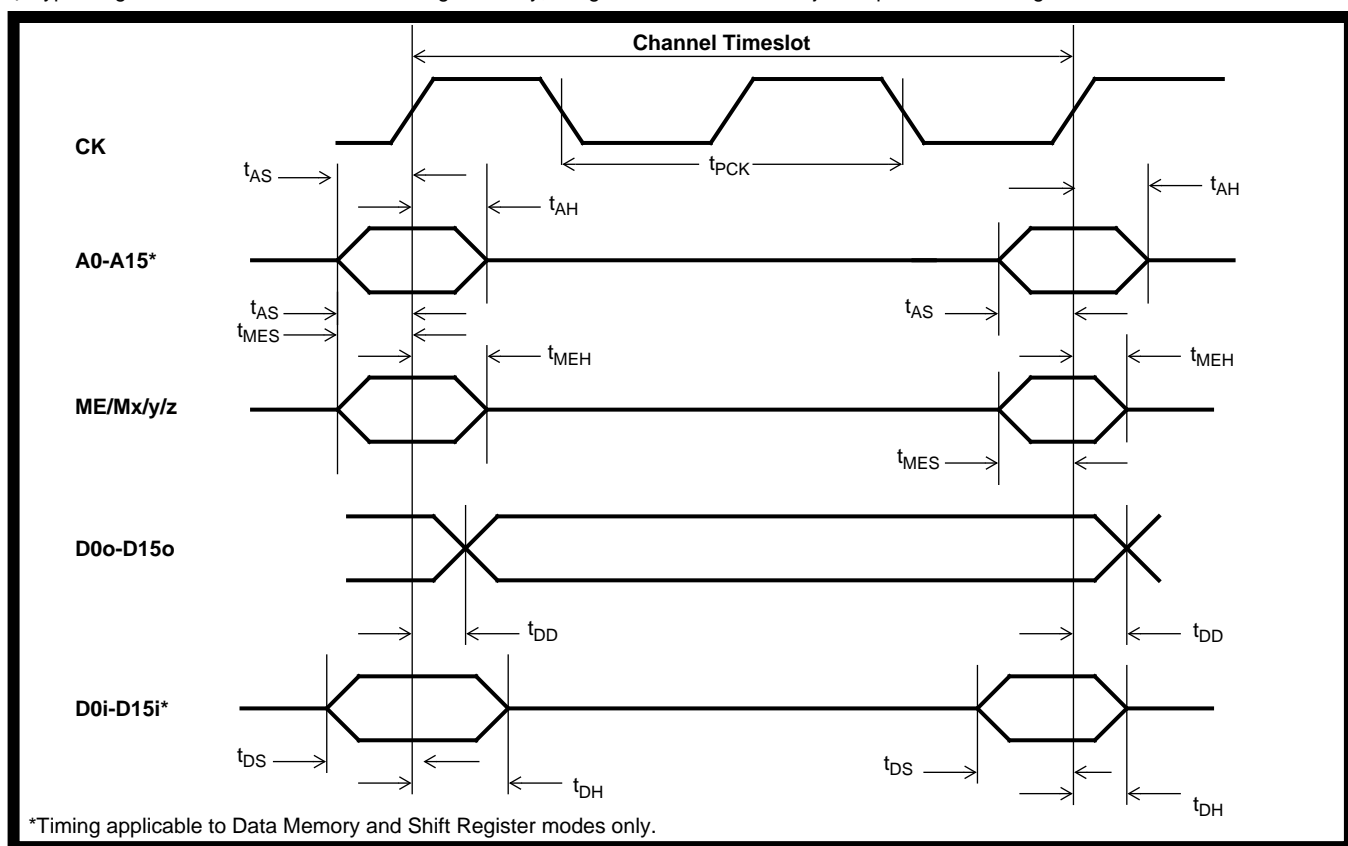 Channel Timeslot
CK
tPCK
tAS
tAH
tAH
A0-A15*
tAS
tMES
tAS
tMEH
tMEH
ME/Mx/y/z
tMES
D0o-D15o
tDD
tDD
D0i-D15i*
tDS
tDH
tDS
tDH
*Timing applicable to Data Memory and Shift Register modes only.